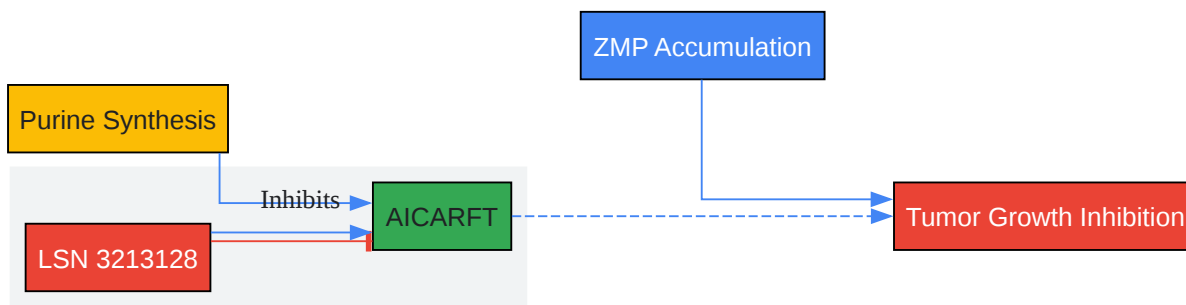 ZMP Accumulation
Purine Synthesis
Inhibits
AICARFT
Tumor Growth Inhibition
LSN 3213128